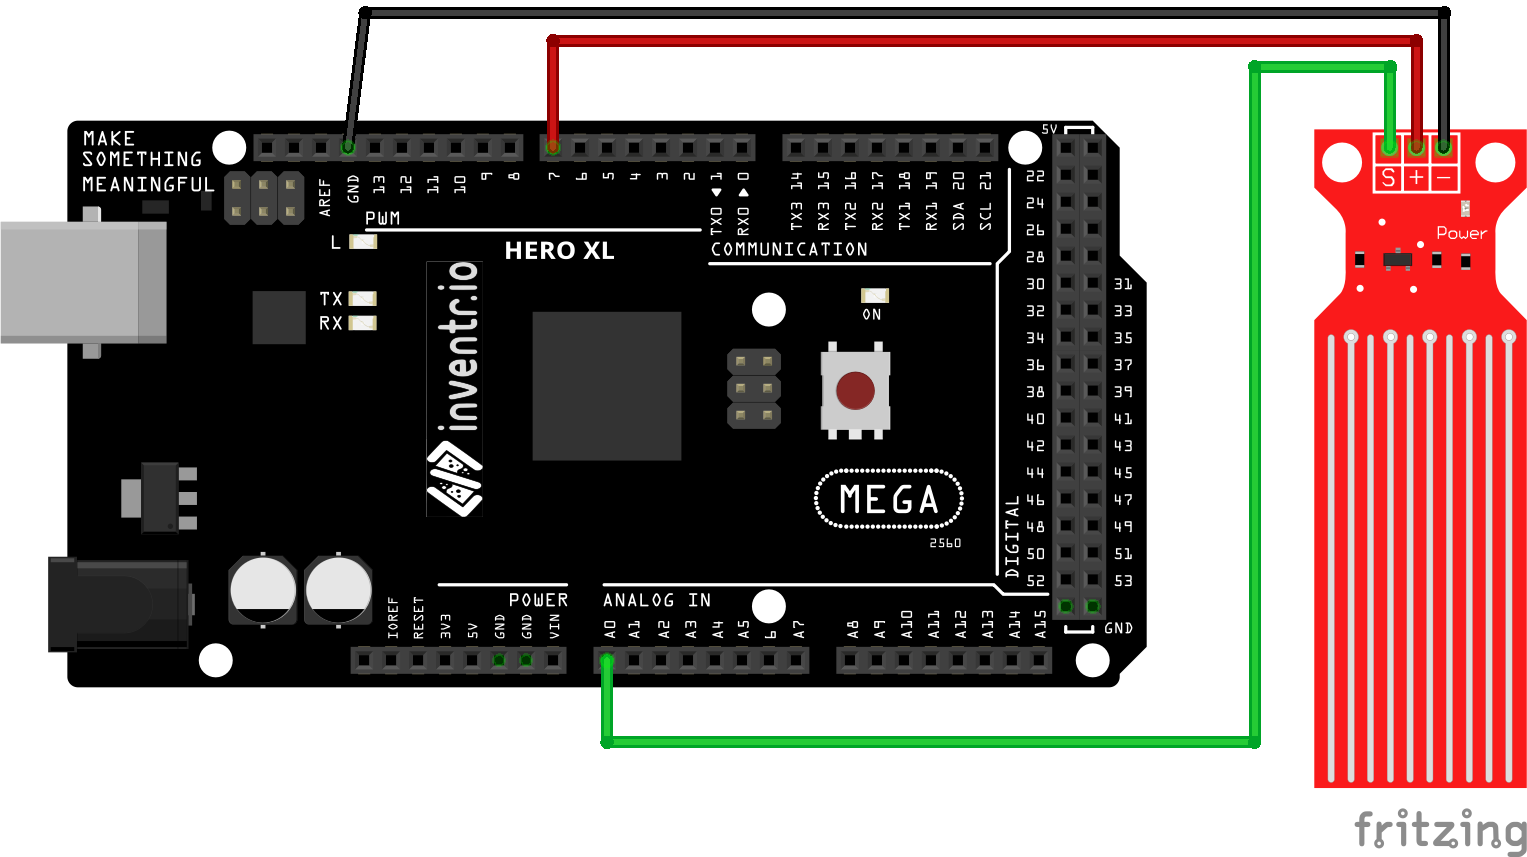 MAKE
SOMETHING
MEANINGFUL
AREF
GND
13
12
11
10
9
8
7
6
5
4
3
2
TX0 ◀ 1
RX0 ▶ 0
TX3 14
RX3 15
TX2 16
RX2 17
TX1 18
RX1 19
SDA 20
SCL 21
5V
PWM
COMMUNICATION
L
TX
RX
HERO XL
inventr.io
ON
MEGA
2560
22
24
26
28
30 31
32 33
34 35
36 37
38 39
40 41
42 43
44 45
46 47
48 49
50 51
52 53
DIGITAL
GND
POWER
ANALOG IN
IOREF
RESET
3V3
5V
GND
GND
VIN
A0
A1
A2
A3
A4
A5
6
A7
A8
A9
A10
A11
A12
A13
A14
A15
S + −
Power
fritzing